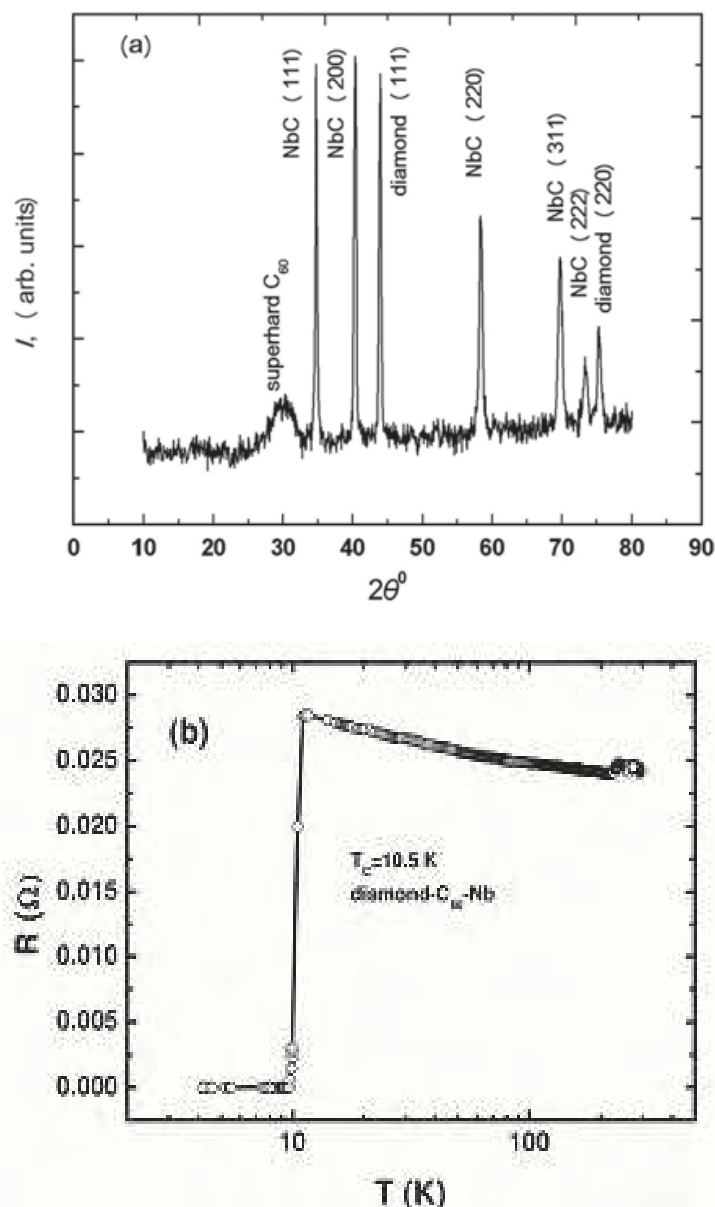 (a)
NbC (111)
NbC (200)
diamond (111)
NbC (220)
NbC (311)
NbC (222)
diamond (220)
superhard C₆₀
I, ( arb. units)
0 10 20 30 40 50 60 70 80 90
2θ⁰
(b)
0.030
0.025
0.020
0.015
0.010
0.005
0.000
R (Ω)
T_C=10.5 K
diamond-C₆₀-Nb
10 100
T (K)